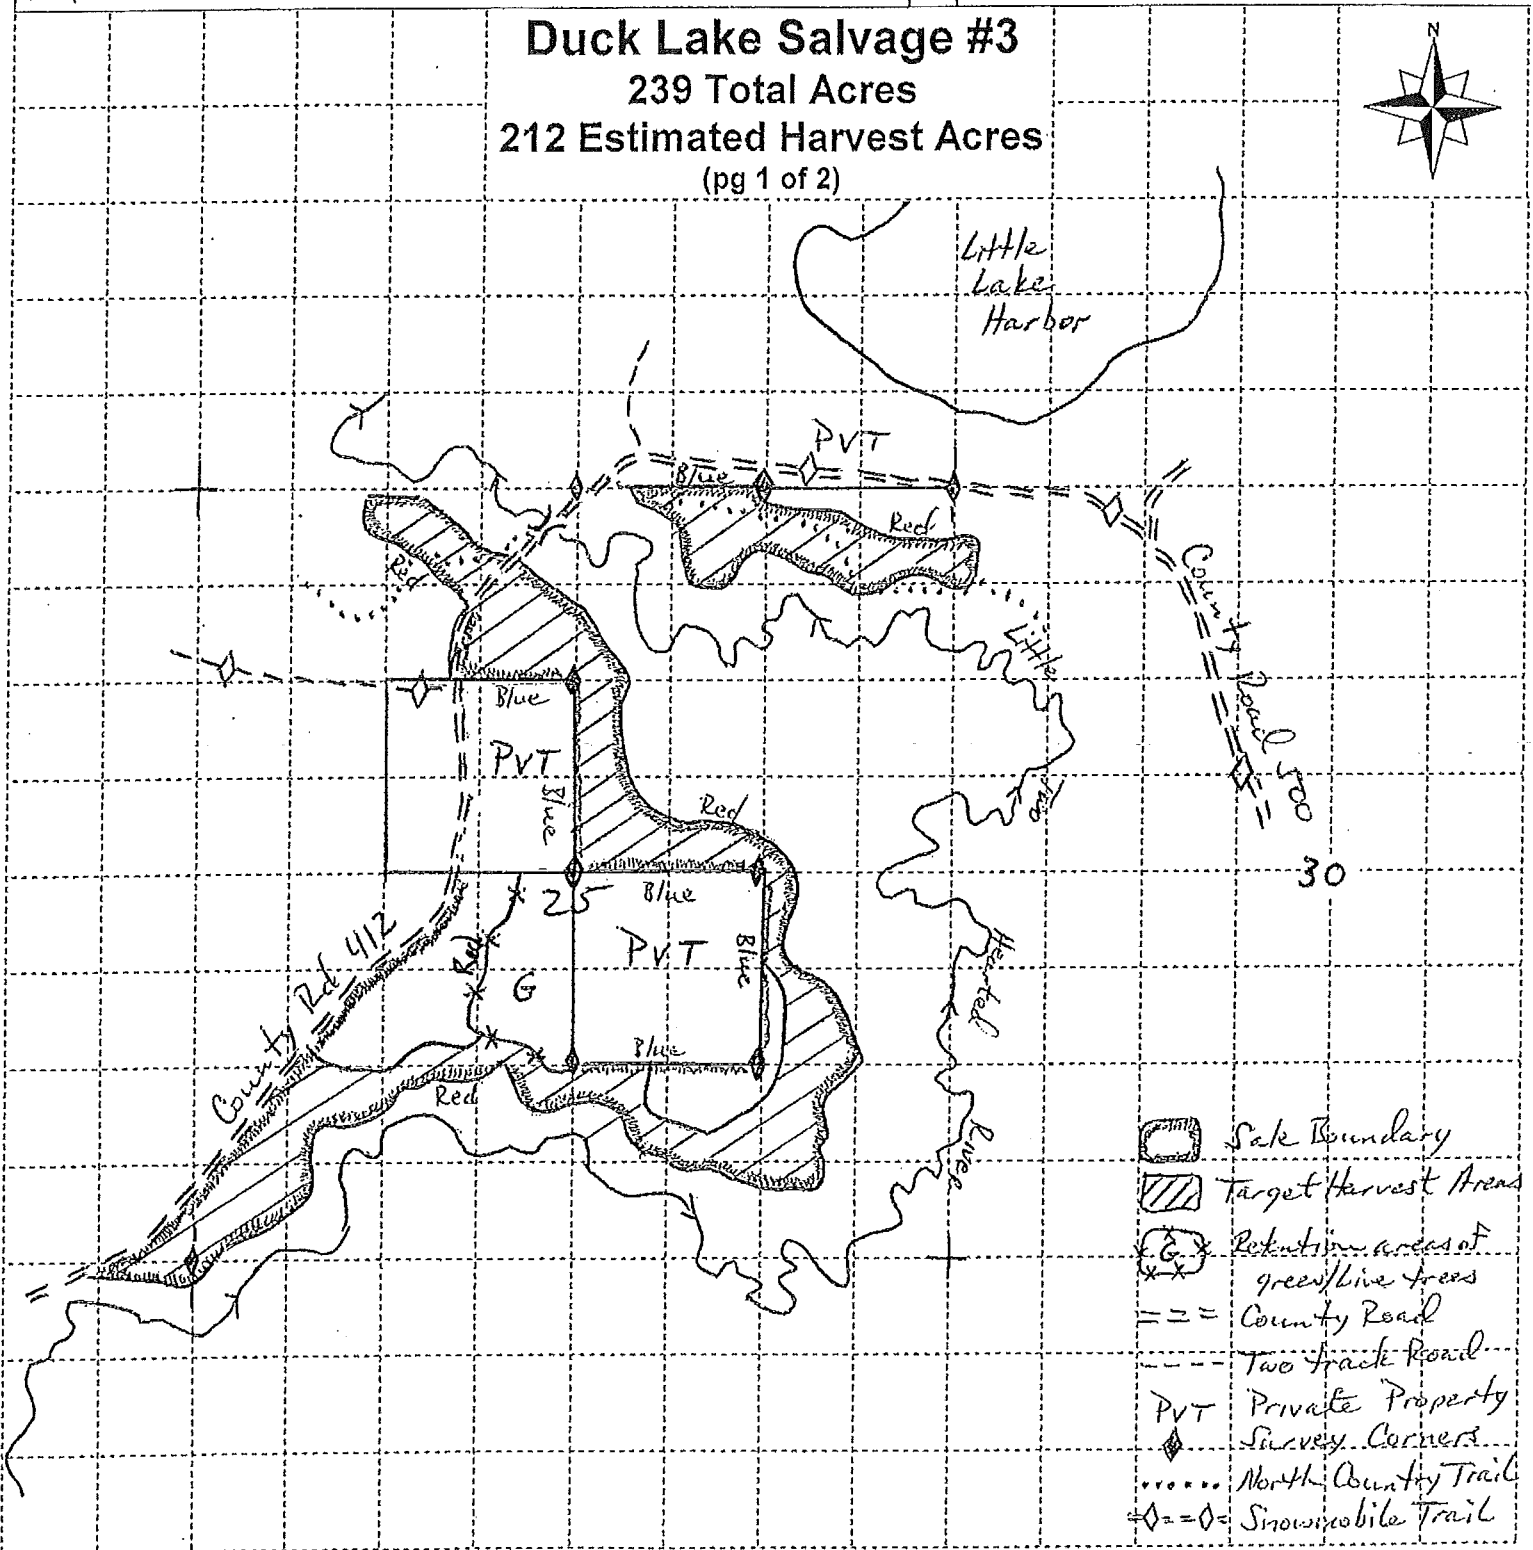 Duck Lake Salvage #3
239 Total Acres
212 Estimated Harvest Acres
(pg 1 of 2)
N
Little
Lake
Harbor
PVT
Blue
Red
Red
County Road 500
Little
Two
Hearted
River
Blue
PVT
Blue
Red
30
25
Blue
PVT
Blue
Red
G
County Rd 412
Blue
Red
Sale Boundary
Target Harvest Areas
G
Retention areas of
green/Live trees
County Road
Two track Road
PVT Private Property
Survey Corners
North Country Trail
Snowmobile Trail